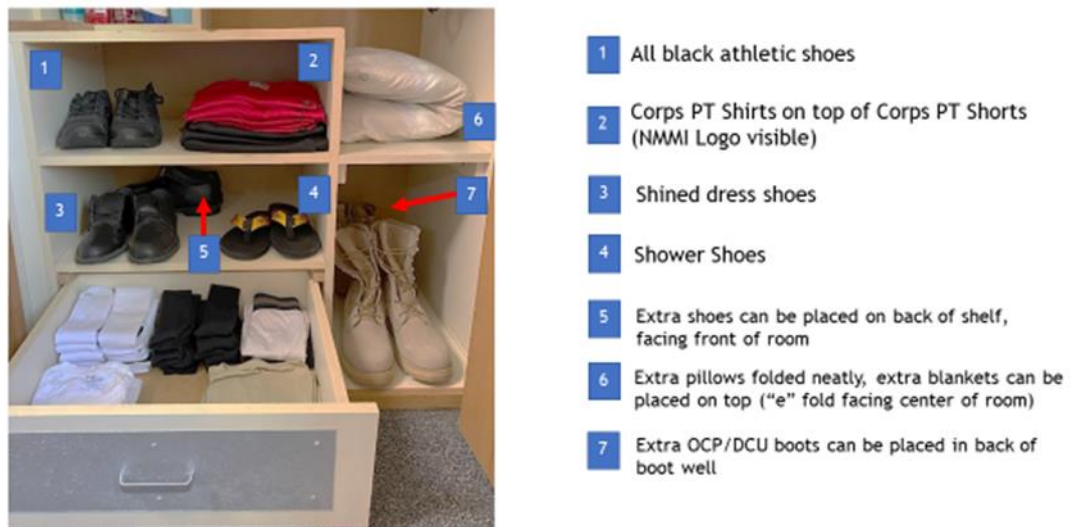 1 All black athletic shoes
2 Corps PT Shirts on top of Corps PT Shorts
(NMMI Logo visible)
3 Shined dress shoes
4 Shower Shoes
5 Extra shoes can be placed on back of shelf,
facing front of room
6 Extra pillows folded neatly, extra blankets can be
placed on top (“e” fold facing center of room)
7 Extra OCP/DCU boots can be placed in back of
boot well
1
2
6
3
4
7
5